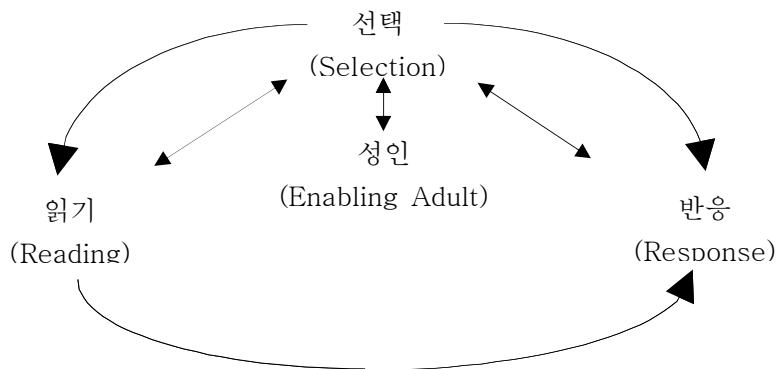 선택
(Selection)
성인
(Enabling Adult)
읽기
(Reading)
반응
(Response)